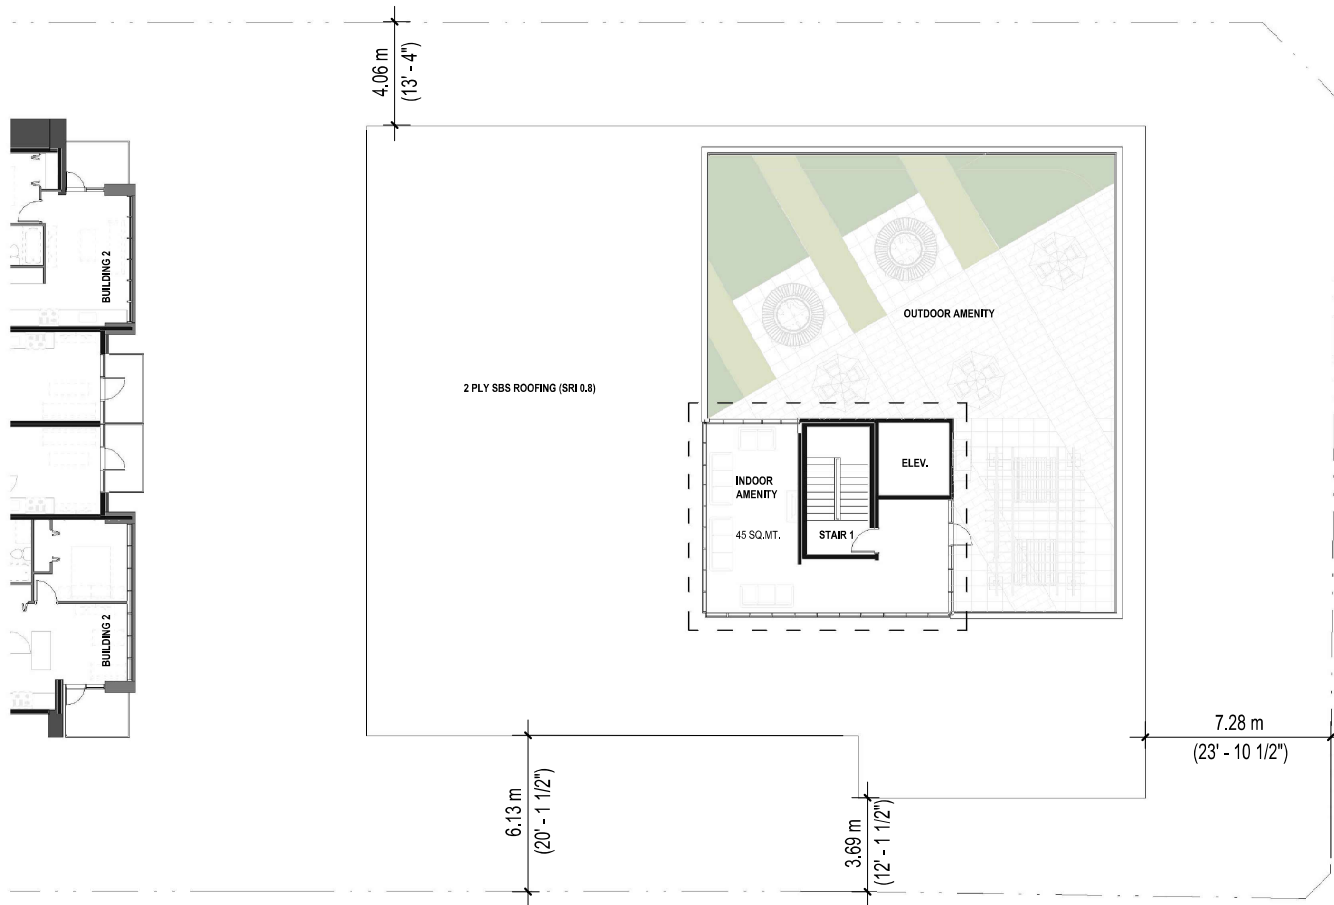 4.06 m
(13' - 4")
BUILDING 2
OUTDOOR AMENITY
2 PLY SBS ROOFING (SRI 0.8)
ELEV.
INDOOR
AMENITY
45 SQ.MT.
STAIR 1
BUILDING 2
7.28 m
(23' - 10 1/2")
6.13 m
(20' - 1 1/2")
3.69 m
(12' - 1 1/2")